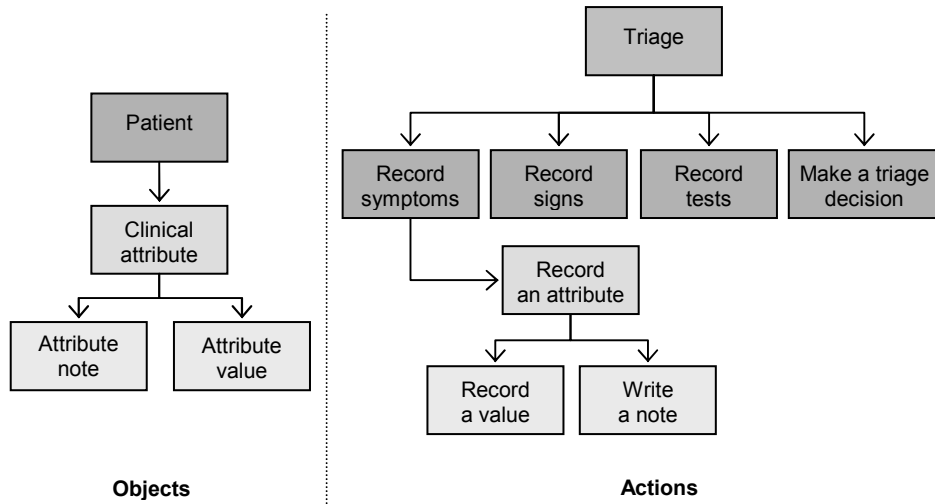 Patient
Clinical
attribute
Attribute
note
Attribute
value
Objects
Triage
Record
symptoms
Record
signs
Record
tests
Make a triage
decision
Record
an attribute
Record
a value
Write
a note
Actions